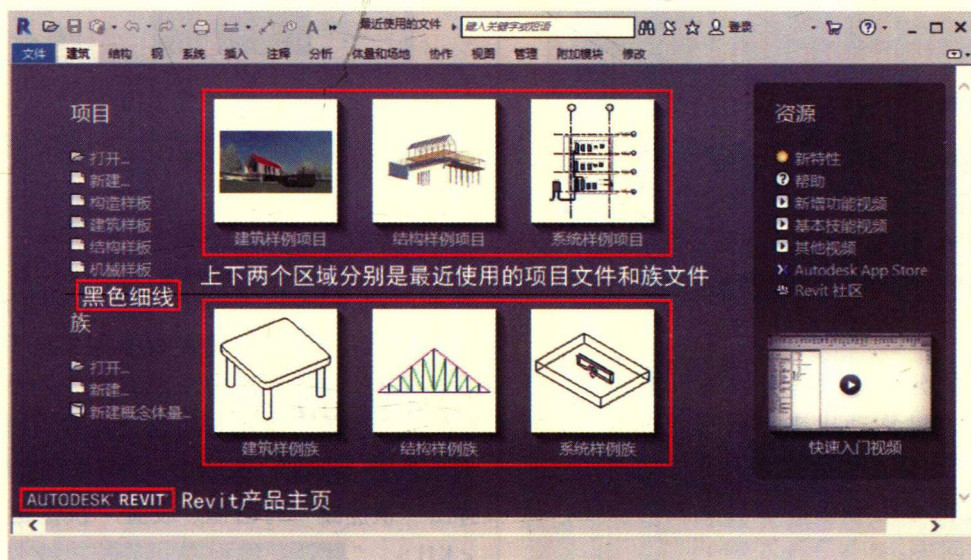 最近使用的文件
键入关键字或短语
登录
文件 建筑 结构 钢 系统 插入 注释 分析 体量和场地 协作 视图 管理 附加模块 修改
项目
打开...
新建...
构造样板
建筑样板
结构样板
机械样板
建筑样例项目 结构样例项目 系统样例项目
上下两个区域分别是最近使用的项目文件和族文件
黑色细线
族
打开...
新建...
新建概念体量...
建筑样例族 结构样例族 系统样例族
资源
新特性
帮助
新增功能视频
基本技能视频
其他视频
Autodesk App Store
Revit 社区
快速入门视频
AUTODESK REVIT Revit产品主页